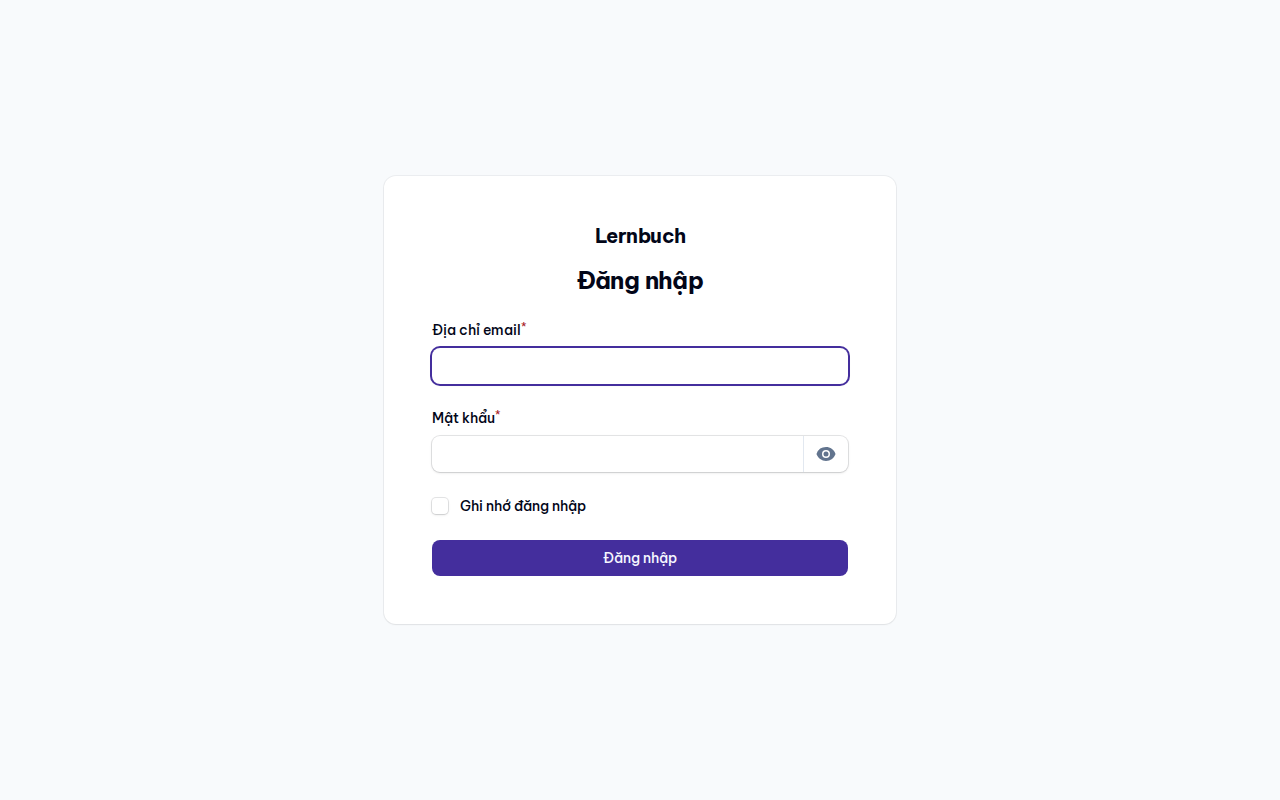 Lernbuch
Đăng nhập
Địa chỉ email*
Mật khẩu*
Ghi nhớ đăng nhập
Đăng nhập